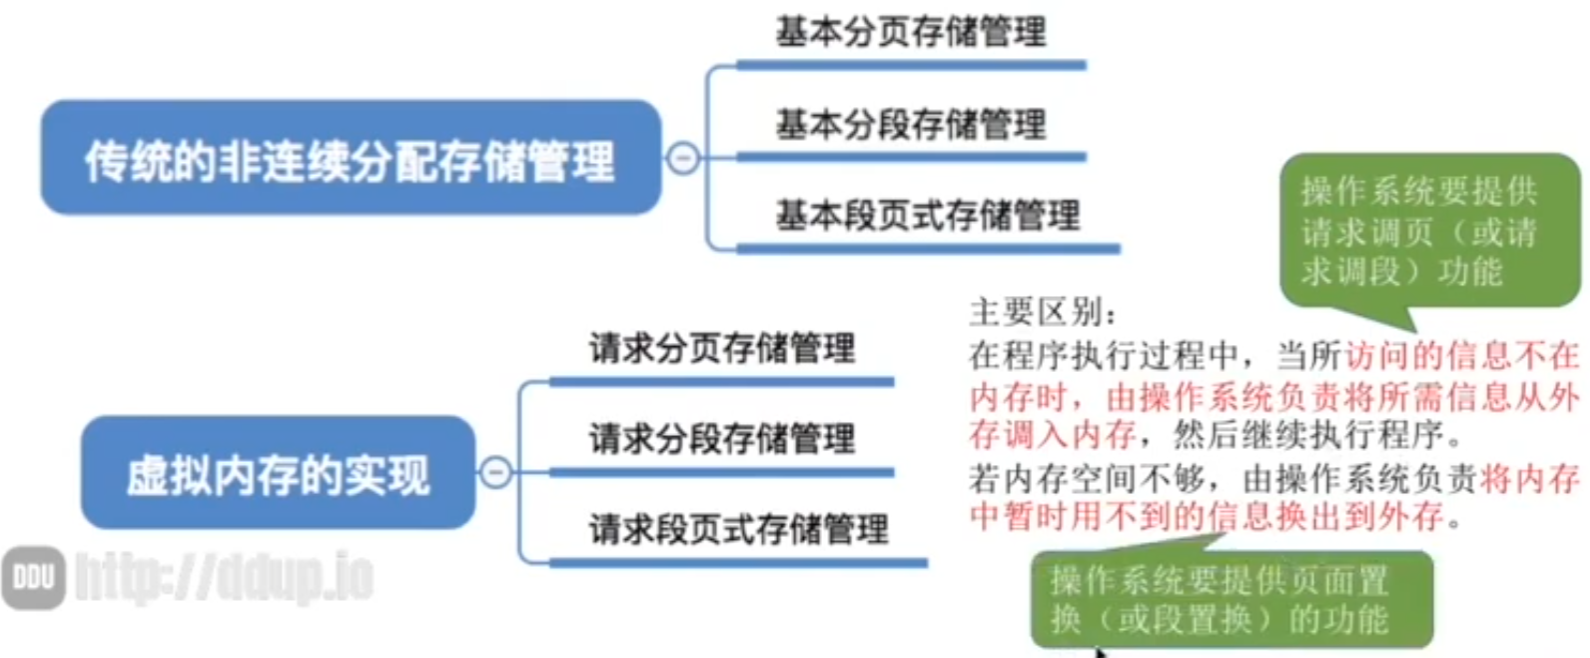 基本分页存储管理
传统的非连续分配存储管理
基本分段存储管理
基本段页式存储管理
操作系统要提供
请求调页（或请
求调段）功能
主要区别：
在程序执行过程中，当所访问的信息不在
内存时，由操作系统负责将所需信息从外
存调入内存，然后继续执行程序。
若内存空间不够，由操作系统负责将内存
中暂时用不到的信息换出到外存。
请求分页存储管理
虚拟内存的实现
请求分段存储管理
请求段页式存储管理
操作系统要提供页面置
换（或段置换）的功能
DDU http://ddup.io